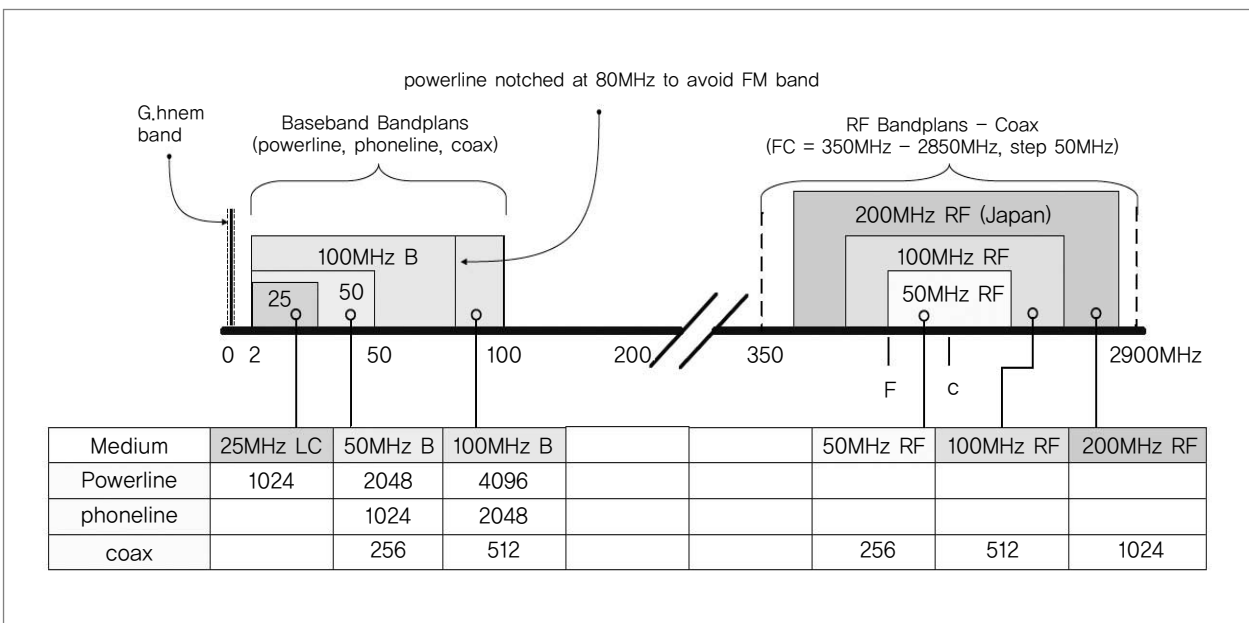 powerline notched at 80MHz to avoid FM band
G.hnem
band
Baseband Bandplans
(powerline, phoneline, coax)
RF Bandplans – Coax
(FC = 350MHz – 2850MHz, step 50MHz)
200MHz RF (Japan)
100MHz B
100MHz RF
25
50
50MHz RF
0 2 50 100 200 350 2900MHz
F c
Medium 25MHz LC 50MHz B 100MHz B 50MHz RF 100MHz RF 200MHz RF
Powerline 1024 2048 4096
phoneline 1024 2048
coax 256 512 256 512 1024